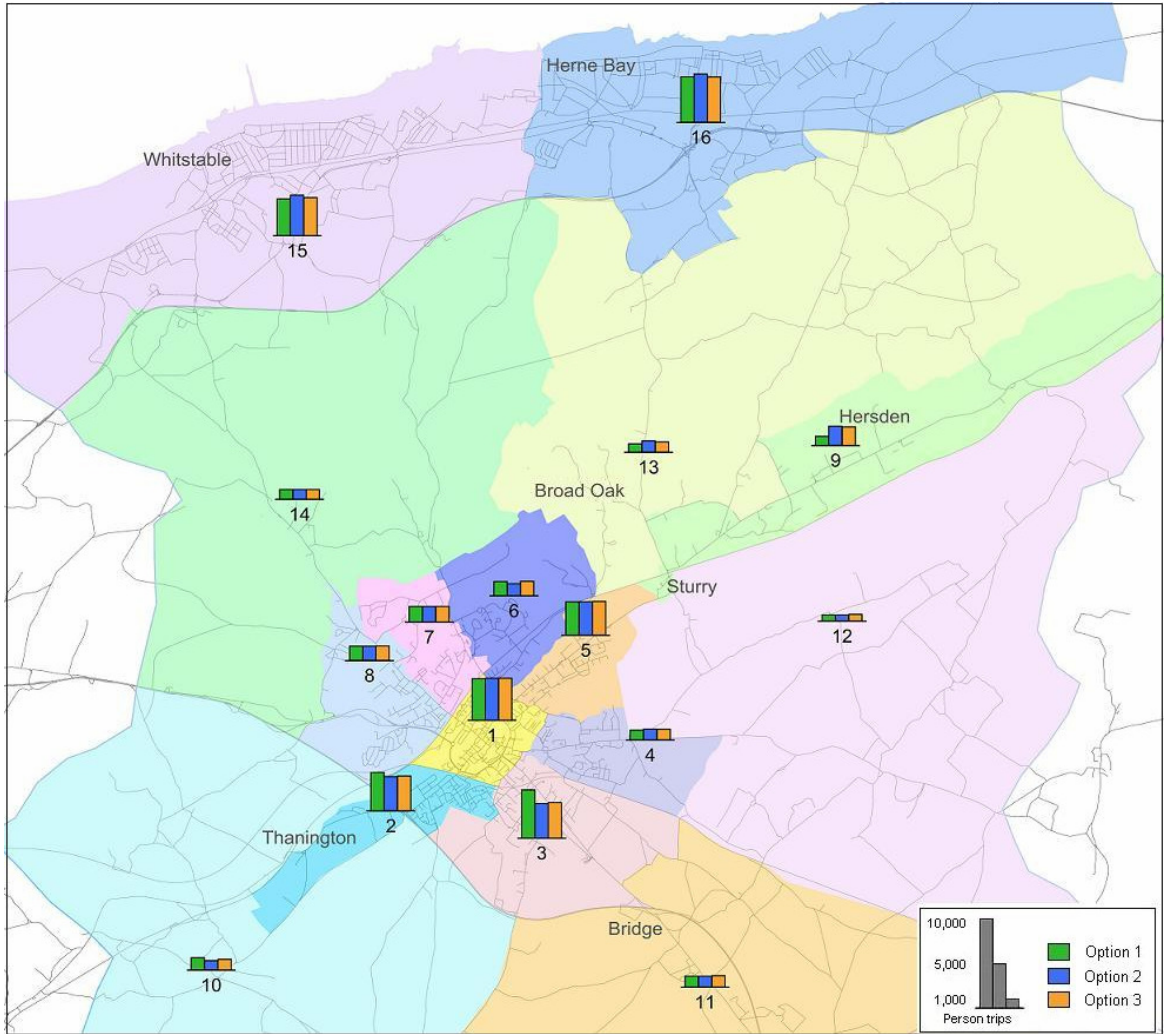 Herne Bay
16
Whitstable
15
Hersden
9
13
Broad Oak
14
Sturry
6
7
5
12
8
1
4
2
Thanington
3
Bridge
10
11
10,000
5,000
1,000
Person trips
Option 1
Option 2
Option 3